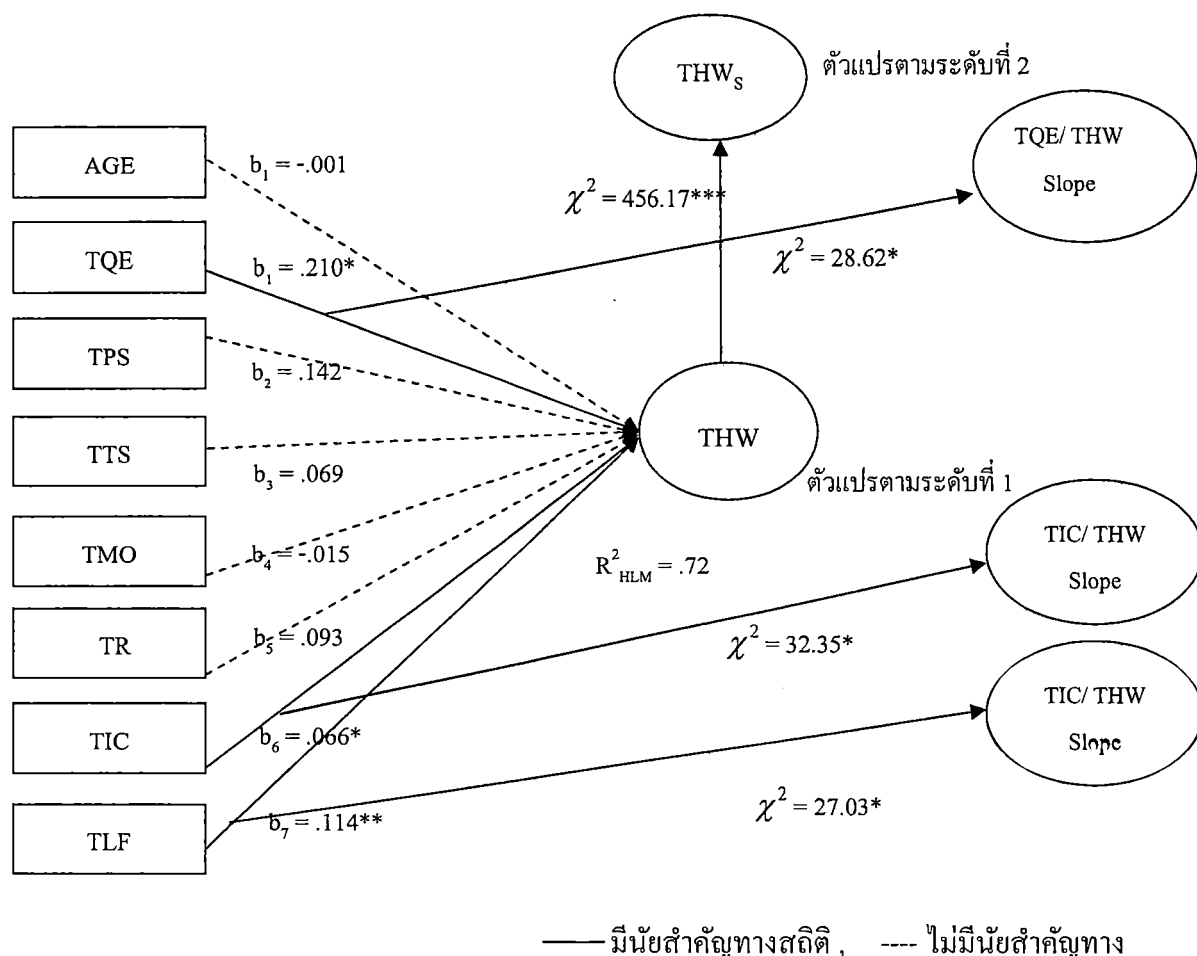 THW_S
ตัวแปรตามระดับที่ 2
TQE/ THW
Slope
AGE
b₁ = -.001
χ² = 456.17***
TQE
b₁ = .210*
χ² = 28.62*
TPS
b₂ = .142
TTS
b₃ = .069
THW
ตัวแปรตามระดับที่ 1
TMO
b₄ = -.015
R²_HLM = .72
TIC/ THW
Slope
TR
b₅ = .093
χ² = 32.35*
TIC
b₆ = .066*
TIC/ THW
Slope
TLF
b₇ = .114**
χ² = 27.03*
—— มีนัยสำคัญทางสถิติ , ---- ไม่มีนัยสำคัญทาง